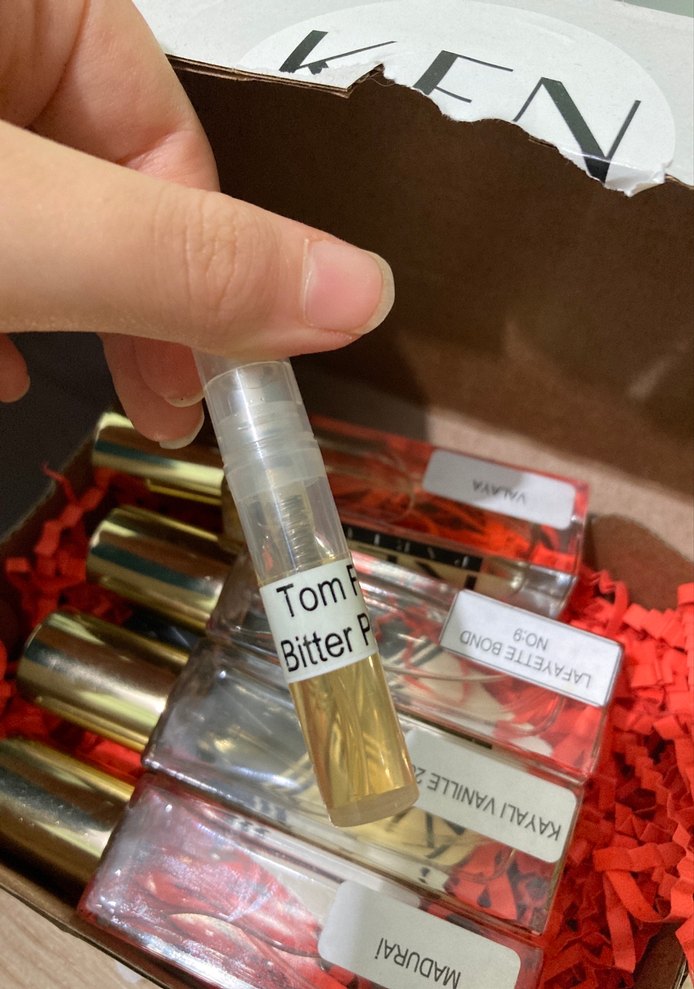 KEN
Tom F
Bitter P
VALAYA
LAFAYETTE BOND
NO:9
KAYALI VANILLE 2
MADURAİ